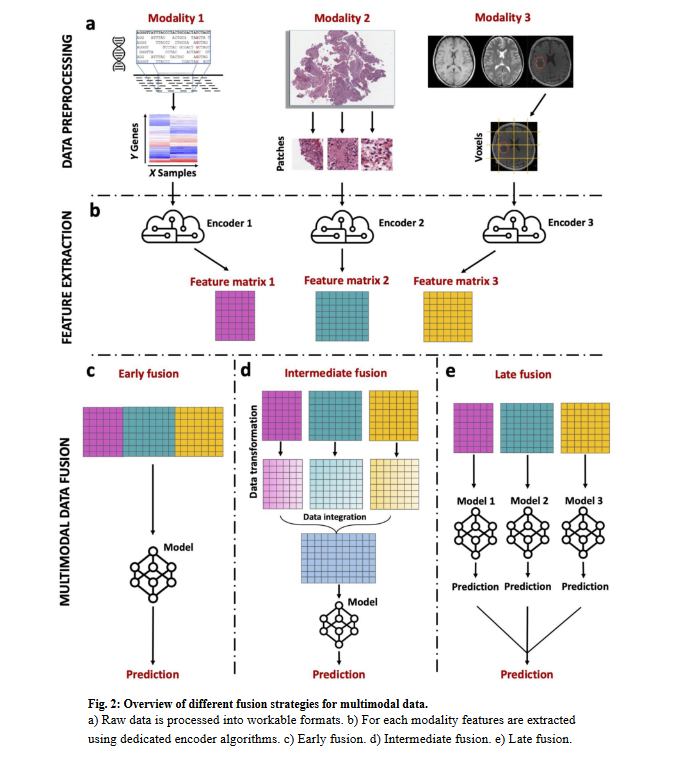 a
Modality 1
Modality 2
Modality 3
DATA PREPROCESSING
Y Genes
X Samples
Patches
Voxels
b
FEATURE EXTRACTION
Encoder 1
Encoder 2
Encoder 3
Feature matrix 1
Feature matrix 2
Feature matrix 3
MULTIMODAL DATA FUSION
c
Early fusion
Model
Prediction
d
Intermediate fusion
Data transformation
Data integration
Model
Prediction
e
Late fusion
Model 1 Model 2 Model 3
Prediction Prediction Prediction
Prediction
Fig. 2: Overview of different fusion strategies for multimodal data.
a) Raw data is processed into workable formats. b) For each modality features are extracted
using dedicated encoder algorithms. c) Early fusion. d) Intermediate fusion. e) Late fusion.